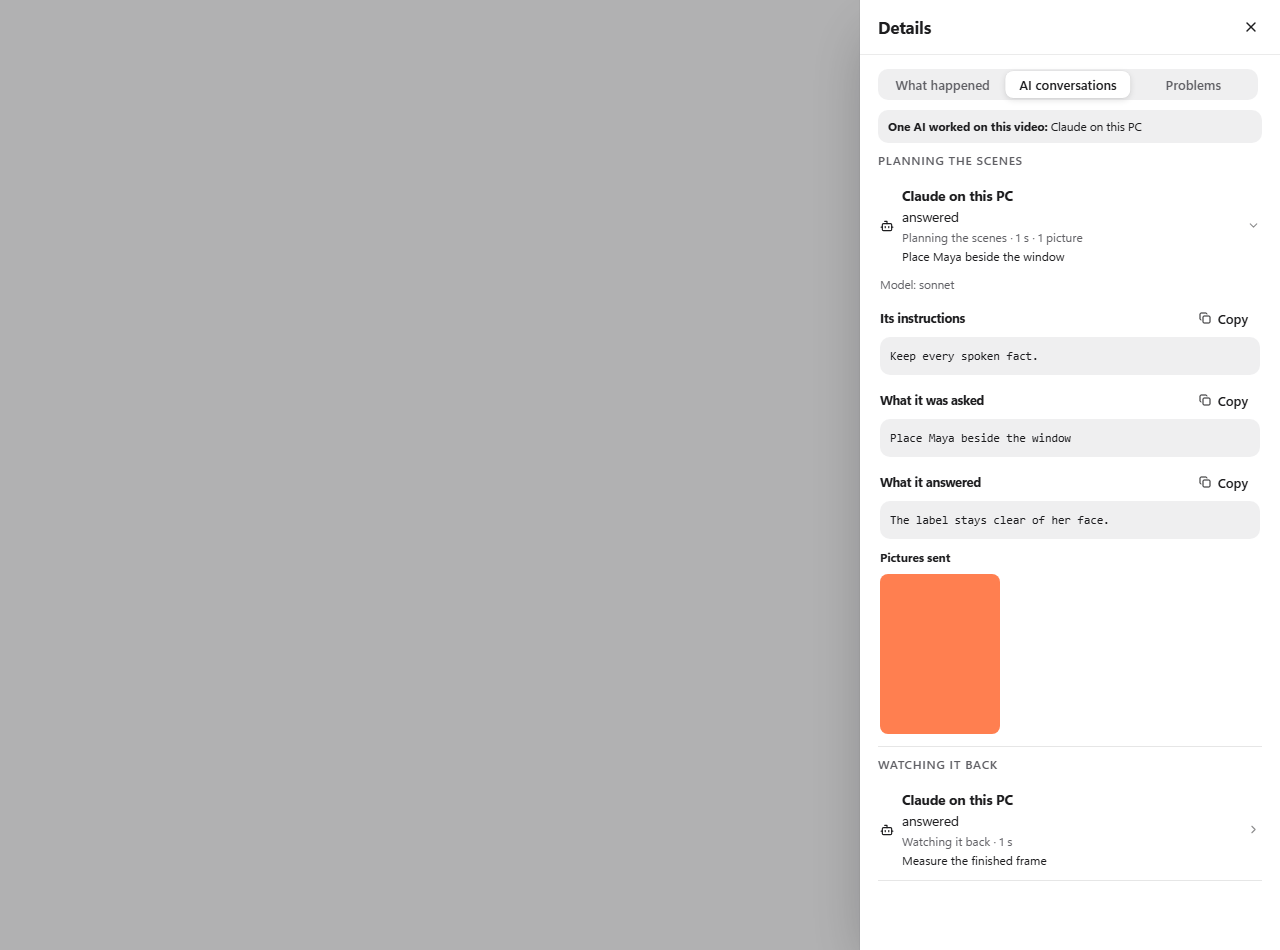 Details
What happened
AI conversations
Problems
One AI worked on this video: Claude on this PC
PLANNING THE SCENES
Claude on this PC
answered
Planning the scenes · 1 s · 1 picture
Place Maya beside the window
Model: sonnet
Its instructions
Copy
Keep every spoken fact.
What it was asked
Copy
Place Maya beside the window
What it answered
Copy
The label stays clear of her face.
Pictures sent
WATCHING IT BACK
Claude on this PC
answered
Watching it back · 1 s
Measure the finished frame